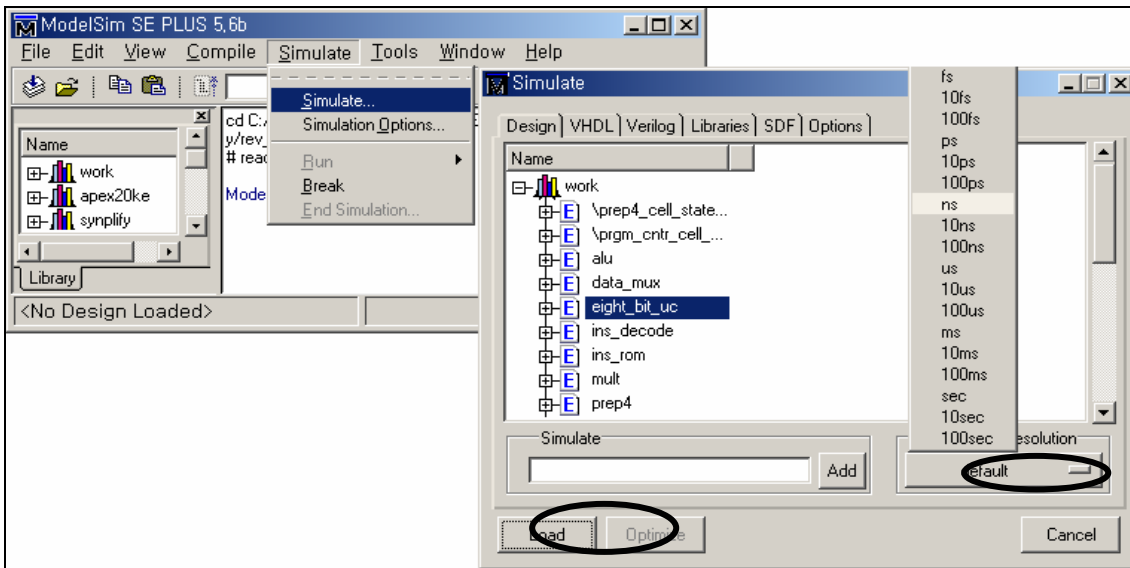 ModelSim SE PLUS 5.6b
File Edit View Compile Simulate Tools Window Help
Simulate...
Simulation Options...
Run
Break
End Simulation...
Name
work
apex20ke
synplify
Library
cd C:/
y/rev_
# read
Mode
<No Design Loaded>
Simulate
Design VHDL Verilog Libraries SDF Options
Name
work
\prep4_cell_state...
\prgm_cntr_cell_...
alu
data_mux
eight_bit_uc
ins_decode
ins_rom
mult
prep4
fs
10fs
100fs
ps
10ps
100ps
ns
10ns
100ns
us
10us
100us
ms
10ms
100ms
sec
10sec
100sec
Simulate
Add
esolution
efault
Load
Optimize
Cancel